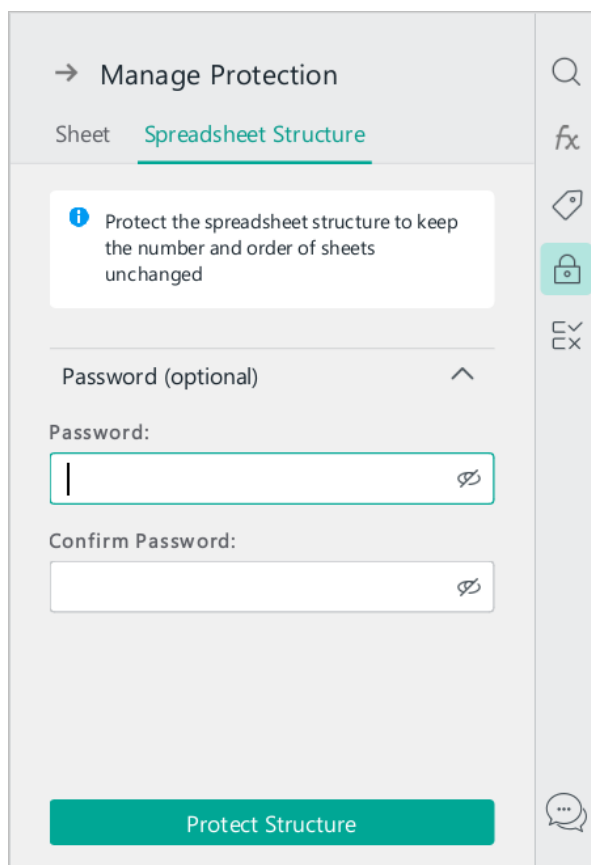 Manage Protection
Sheet Spreadsheet Structure
fx
Protect the spreadsheet structure to keep
the number and order of sheets
unchanged
Password (optional)
Password:
Confirm Password:
Protect Structure